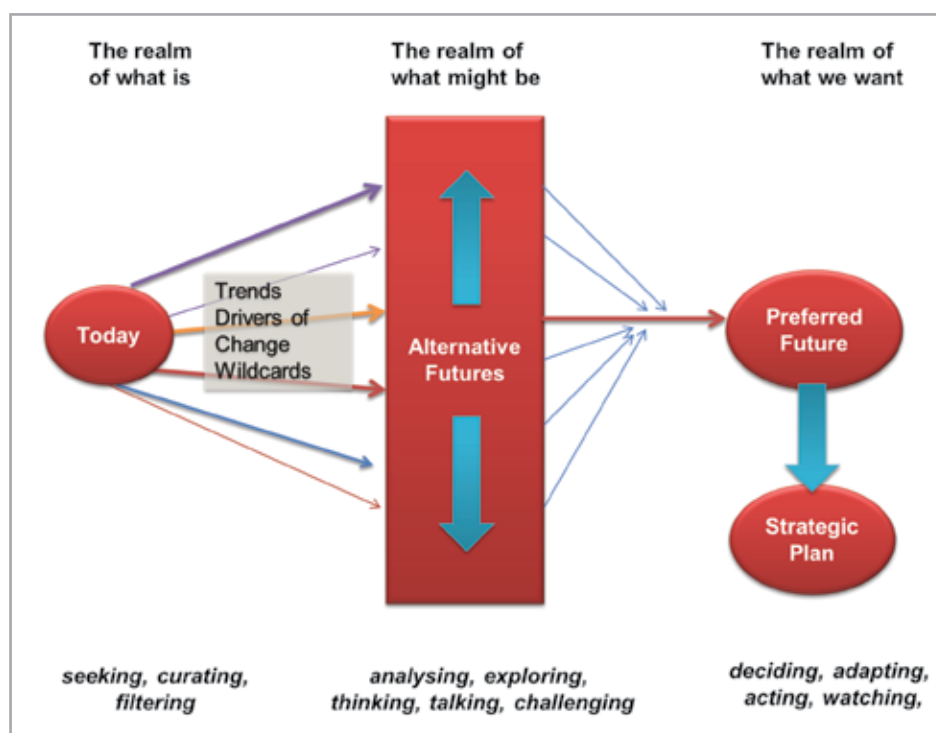 The realm
of what is
The realm of
what might be
The realm of
what we want
Today
Trends
Drivers of
Change
Wildcards
Alternative
Futures
Preferred
Future
Strategic
Plan
seeking, curating,
filtering
analysing, exploring,
thinking, talking, challenging
deciding, adapting,
acting, watching,